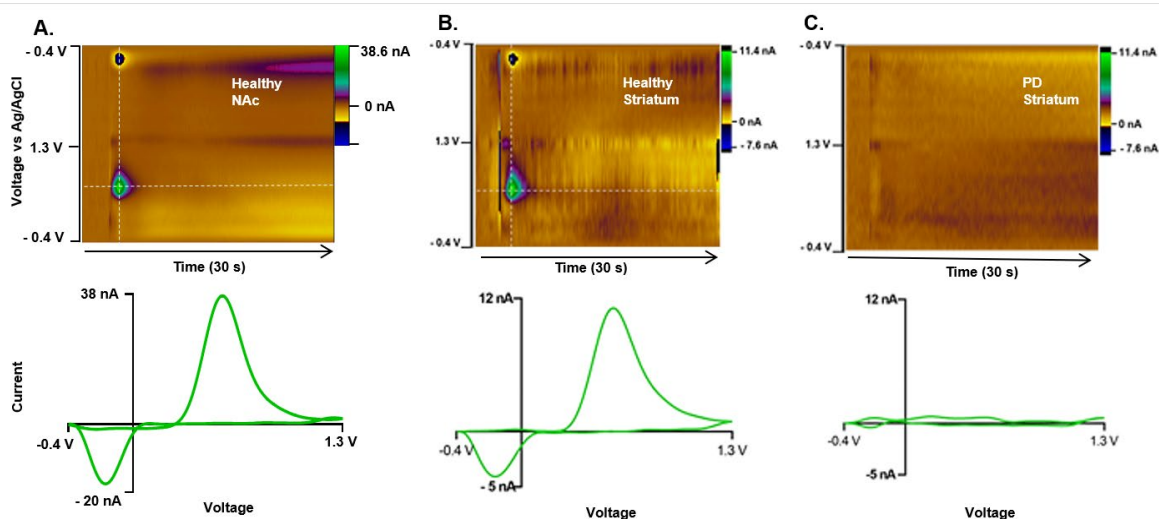 A.
B.
C.
- 0.4 V
38.6 nA
- 0.4 V
11.4 nA
- 0.4 V
11.4 nA
Healthy
NAc
Healthy
Striatum
PD
Striatum
Voltage vs Ag/AgCl
0 nA
0 nA
0 nA
1.3 V
1.3 V
1.3 V
- 7.6 nA
- 7.6 nA
- 0.4 V
- 0.4 V
- 0.4 V
Time (30 s)
Time (30 s)
Time (30 s)
38 nA
12 nA
12 nA
Current
-0.4 V
1.3 V
-0.4 V
1.3 V
-0.4 V
1.3 V
- 20 nA
- 5 nA
-5 nA
Voltage
Voltage
Voltage